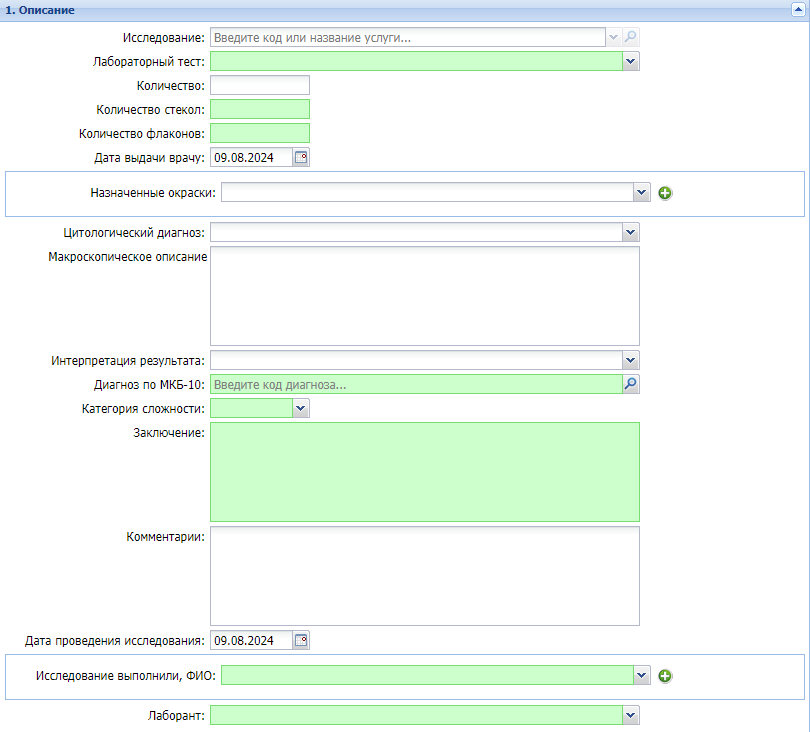 1. Описание
Исследование: Введите код или название услуги...
Лабораторный тест:
Количество:
Количество стекол:
Количество флаконов:
Дата выдачи врачу: 09.08.2024
Назначенные окраски:
Цитологический диагноз:
Макроскопическое описание
Интерпретация результата:
Диагноз по МКБ-10: Введите код диагноза...
Категория сложности:
Заключение:
Комментарии:
Дата проведения исследования: 09.08.2024
Исследование выполнили, ФИО:
Лаборант: